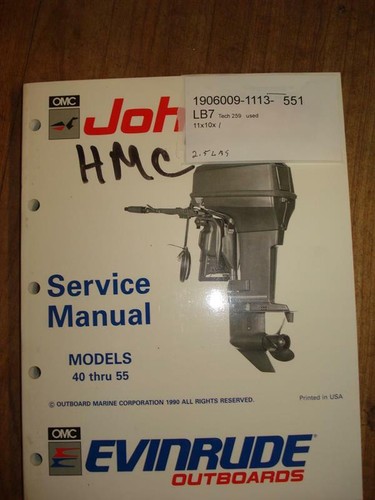 OMC
Joh
1906009-1113- 551
LB7 Tech 259 used
11x10x /
2.5 LBS
HMC
Service
Manual
MODELS
40 thru 55
© OUTBOARD MARINE CORPORATION 1990 ALL RIGHTS RESERVED.
Printed in USA
OMC
EVINRUDE
OUTBOARDS